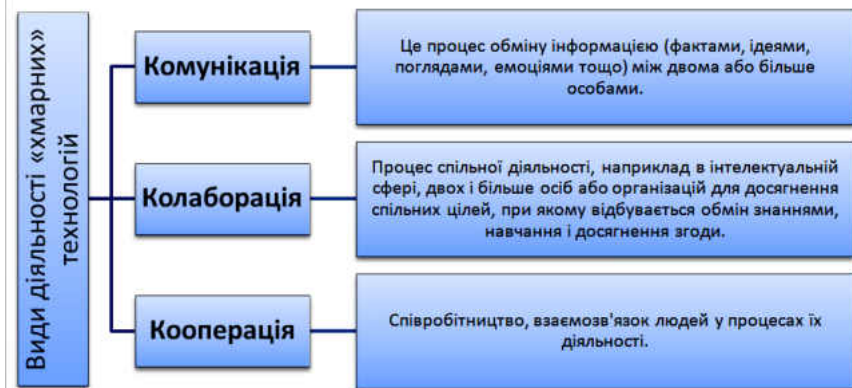 Види діяльності «хмарних»
технологій
Комунікація
Це процес обміну інформацією (фактами, ідеями,
поглядами, емоціями тощо) між двома або більше
особами.
Колаборація
Процес спільної діяльності, наприклад в інтелектуальній
сфері, двох і більше осіб або організацій для досягнення
спільних цілей, при якому відбувається обмін знаннями,
навчання і досягнення згоди.
Кооперація
Співробітництво, взаємозв'язок людей у процесах їх
діяльності.